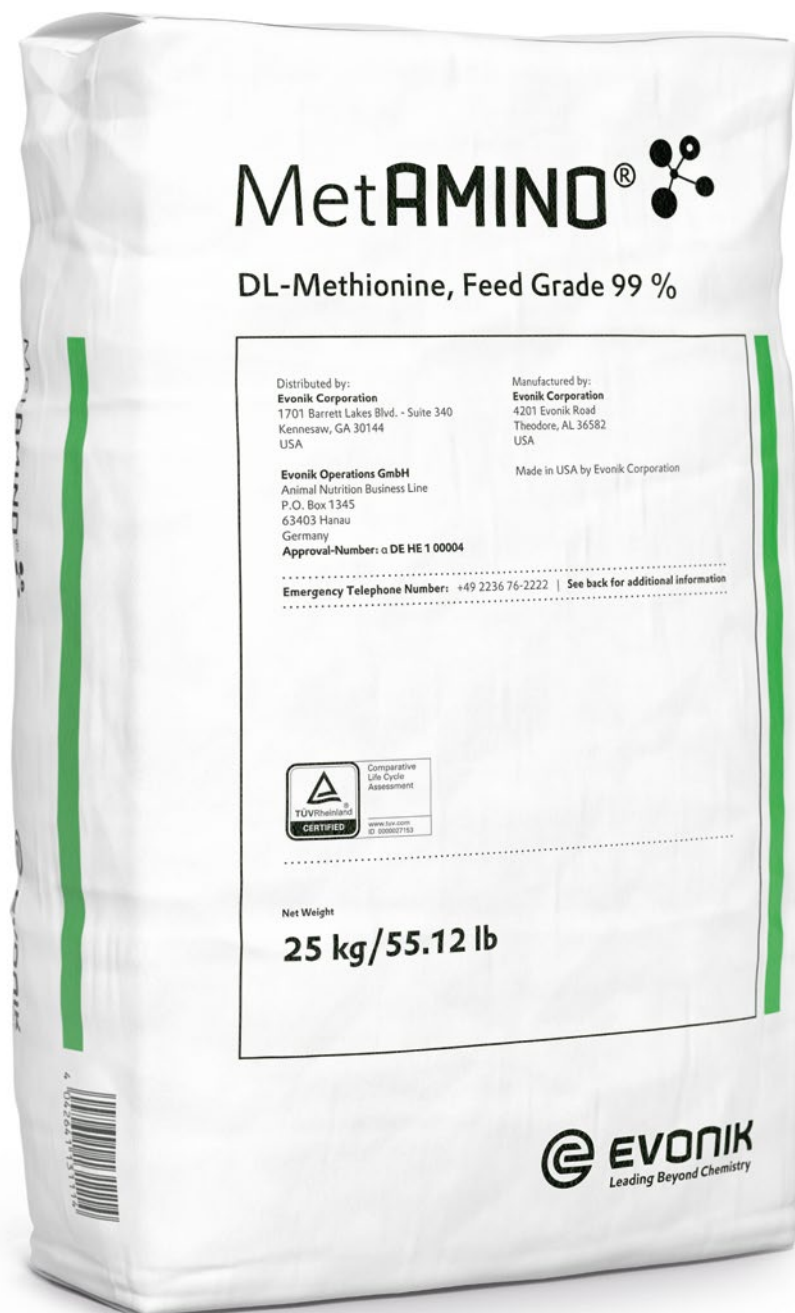 MetAMINO®
DL-Methionine, Feed Grade 99 %
Distributed by:
Evonik Corporation
1701 Barrett Lakes Blvd. - Suite 340
Kennesaw, GA 30144
USA
Evonik Operations GmbH
Animal Nutrition Business Line
P.O. Box 1345
63403 Hanau
Germany
Approval-Number: α DE HE 1 00004
Manufactured by:
Evonik Corporation
4201 Evonik Road
Theodore, AL 36582
USA
Made in USA by Evonik Corporation
Emergency Telephone Number: +49 2236 76-2222 | See back for additional information
TÜVRheinland®
CERTIFIED
Comparative
Life Cycle
Assessment
www.tuv.com
ID 0000027153
Net Weight
25 kg/55.12 lb
EVONIK
Leading Beyond Chemistry
MetAMINO®
EVONIK